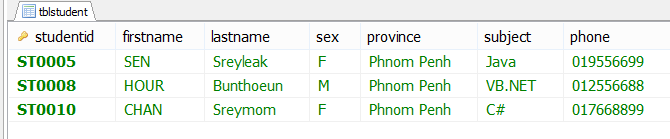 tblstudent
studentid firstname lastname sex province subject phone
ST0005 SEN Sreyleak F Phnom Penh Java 019556699
ST0008 HOUR Bunthoeun M Phnom Penh VB.NET 012556688
ST0010 CHAN Sreymom F Phnom Penh C# 017668899